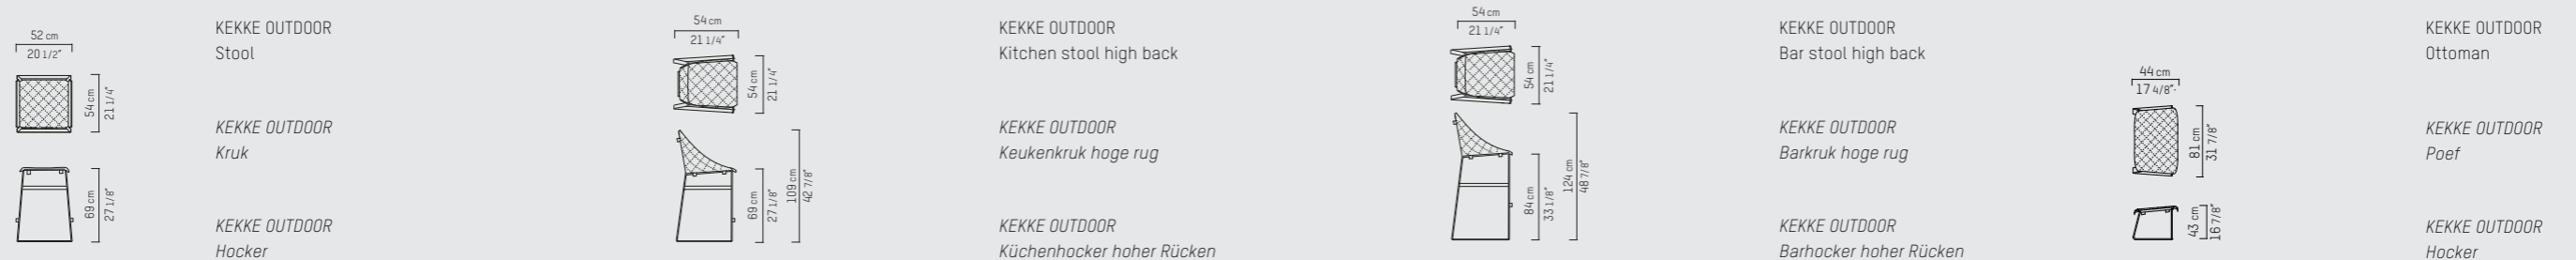 52 cm
20 1/2"
54 cm
21 1/4"
69 cm
27 1/8"
KEKKE OUTDOOR
Stool
KEKKE OUTDOOR
Kruk
KEKKE OUTDOOR
Hocker
54 cm
21 1/4"
54 cm
21 1/4"
69 cm
27 1/8"
109 cm
42 7/8"
KEKKE OUTDOOR
Kitchen stool high back
KEKKE OUTDOOR
Keukenkruk hoge rug
KEKKE OUTDOOR
Küchenhocker hoher Rücken
54 cm
21 1/4"
54 cm
21 1/4"
84 cm
33 1/8"
124 cm
48 7/8"
KEKKE OUTDOOR
Bar stool high back
KEKKE OUTDOOR
Barkruk hoge rug
KEKKE OUTDOOR
Barhocker hoher Rücken
44 cm
17 4/8"
81 cm
31 7/8"
43 cm
16 7/8"
KEKKE OUTDOOR
Ottoman
KEKKE OUTDOOR
Poef
KEKKE OUTDOOR
Hocker